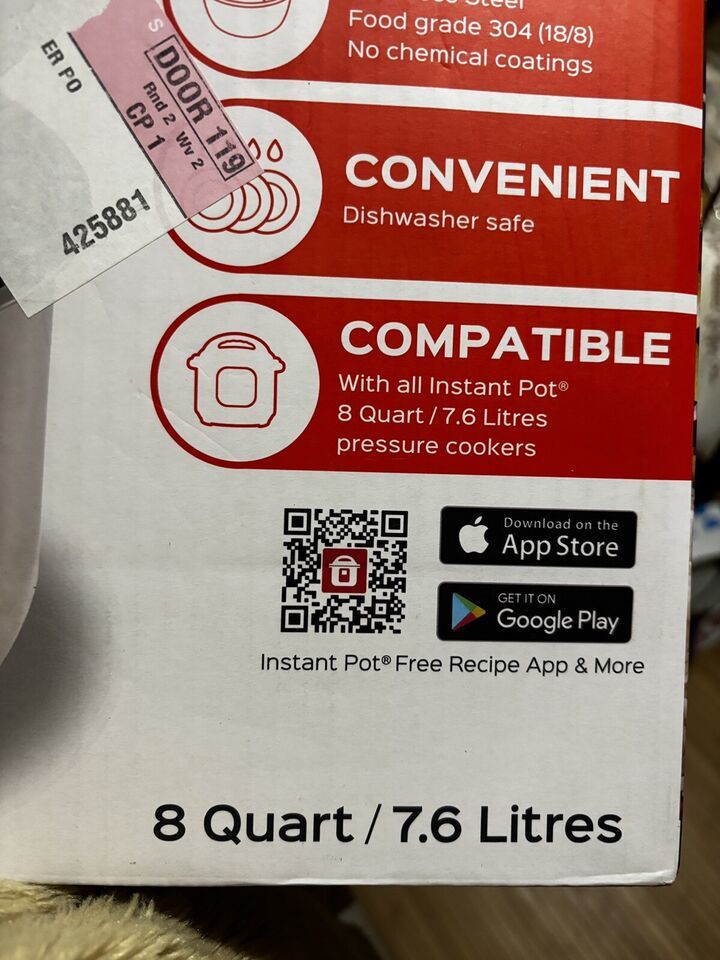 Food grade 304 (18/8)
No chemical coatings
ER PO
S
DOOR 119
Rnd 2 Wv 2
CP 1
425881
CONVENIENT
Dishwasher safe
COMPATIBLE
With all Instant Pot®
8 Quart / 7.6 Litres
pressure cookers
Download on the
App Store
GET IT ON
Google Play
Instant Pot® Free Recipe App & More
8 Quart / 7.6 Litres